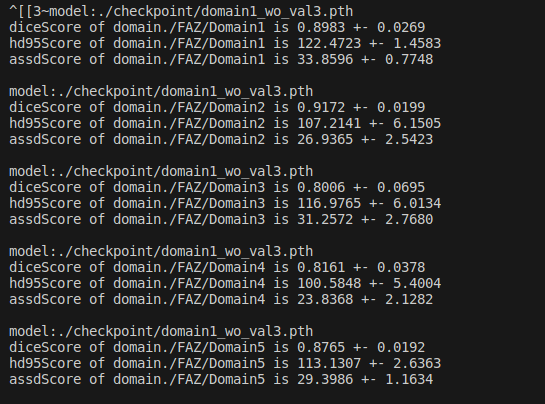 ^[[3~model:./checkpoint/domain1_wo_val3.pth
diceScore of domain./FAZ/Domain1 is 0.8983 +- 0.0269
hd95Score of domain./FAZ/Domain1 is 122.4723 +- 1.4583
assdScore of domain./FAZ/Domain1 is 33.8596 +- 0.7748
model:./checkpoint/domain1_wo_val3.pth
diceScore of domain./FAZ/Domain2 is 0.9172 +- 0.0199
hd95Score of domain./FAZ/Domain2 is 107.2141 +- 6.1505
assdScore of domain./FAZ/Domain2 is 26.9365 +- 2.5423
model:./checkpoint/domain1_wo_val3.pth
diceScore of domain./FAZ/Domain3 is 0.8006 +- 0.0695
hd95Score of domain./FAZ/Domain3 is 116.9765 +- 6.0134
assdScore of domain./FAZ/Domain3 is 31.2572 +- 2.7680
model:./checkpoint/domain1_wo_val3.pth
diceScore of domain./FAZ/Domain4 is 0.8161 +- 0.0378
hd95Score of domain./FAZ/Domain4 is 100.5848 +- 5.4004
assdScore of domain./FAZ/Domain4 is 23.8368 +- 2.1282
model:./checkpoint/domain1_wo_val3.pth
diceScore of domain./FAZ/Domain5 is 0.8765 +- 0.0192
hd95Score of domain./FAZ/Domain5 is 113.1307 +- 2.6363
assdScore of domain./FAZ/Domain5 is 29.3986 +- 1.1634